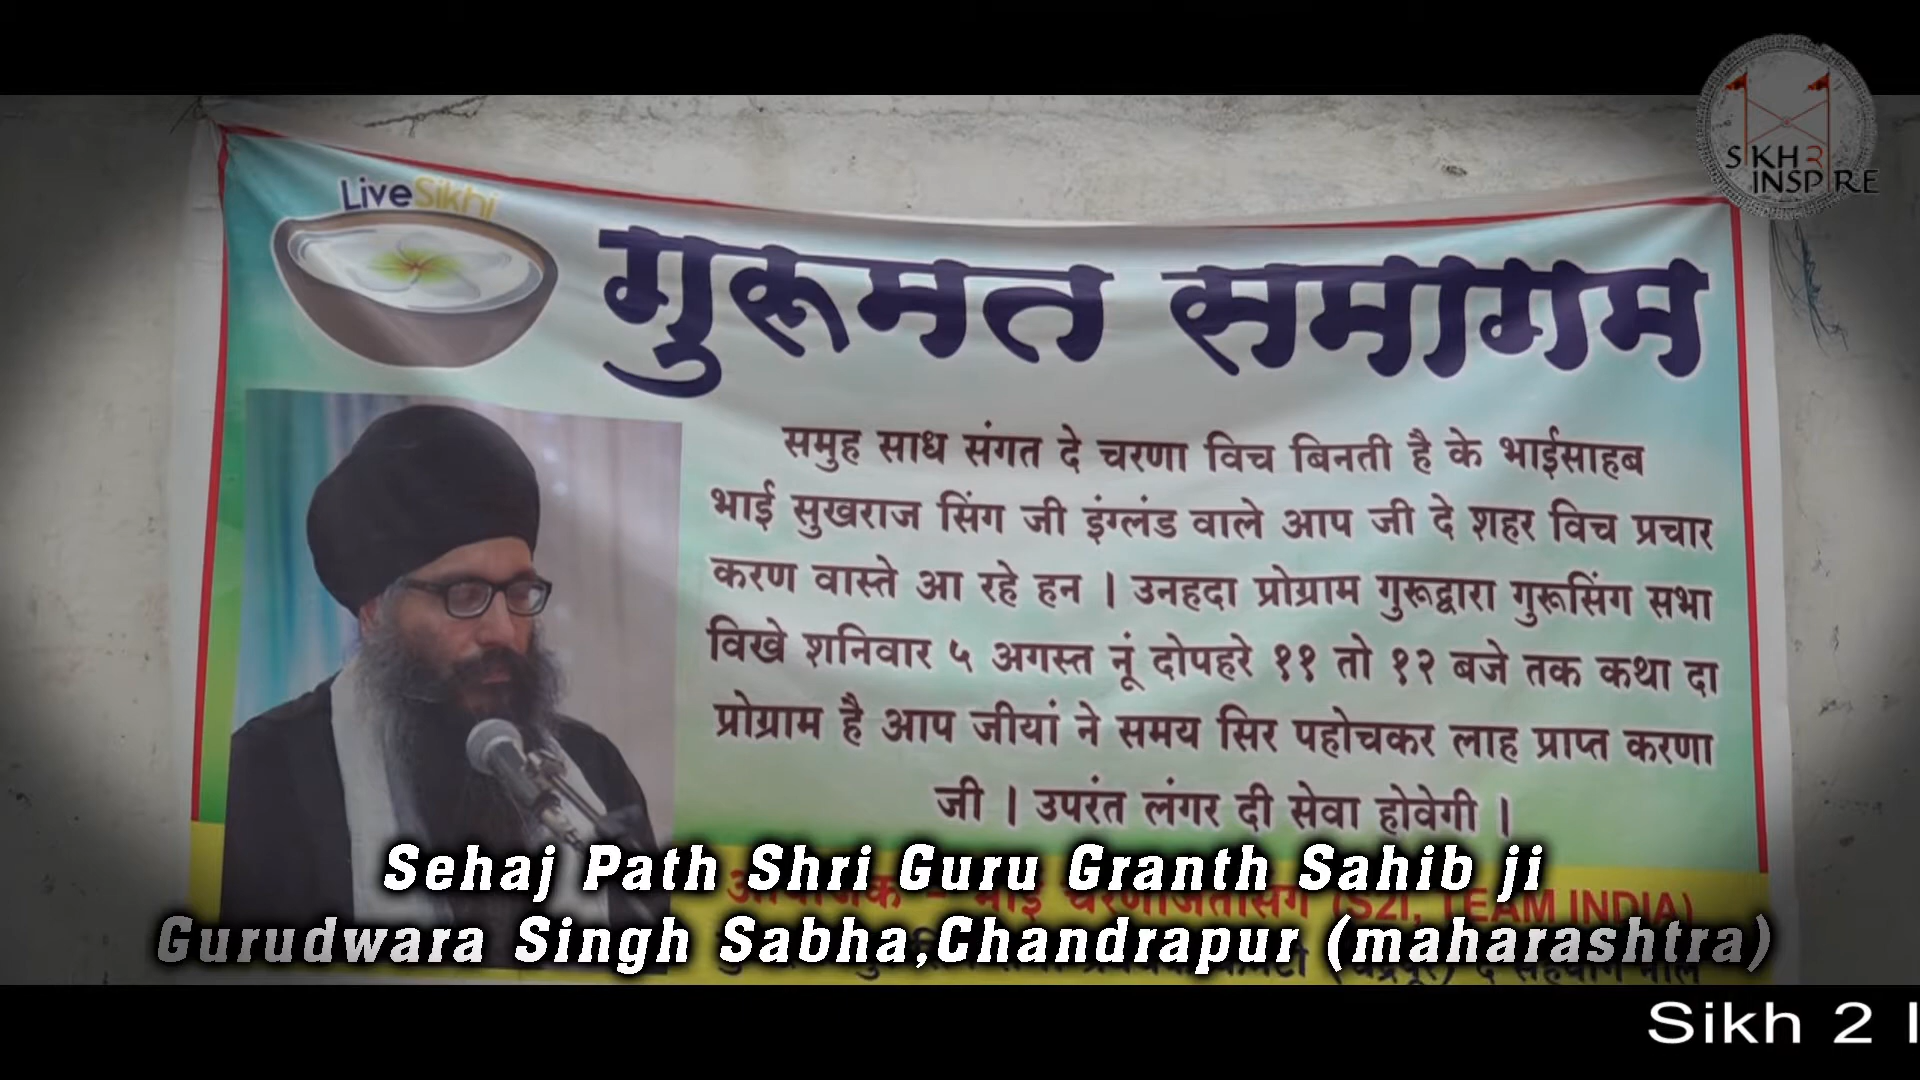 SIKH 2
INSPIRE
LiveSikhi
गुरूमत समागम
समुह साध संगत दे चरणा विच बिनती है के भाईसाहब
भाई सुखराज सिंग जी इंग्लंड वाले आप जी दे शहर विच प्रचार
करण वास्ते आ रहे हन । उनहदा प्रोग्राम गुरूद्वारा गुरूसिंग सभा
विखे शनिवार ५ अगस्त नूं दोपहरे ११ तो १२ बजे तक कथा दा
प्रोग्राम है आप जीयां ने समय सिर पहोचकर लाह प्राप्त करणा
जी । उपरंत लंगर दी सेवा होवेगी ।
Sehaj Path Shri Guru Granth Sahib ji
(S2I, TEAM INDIA)
Gurudwara Singh Sabha,Chandrapur (maharashtra)
Sikh 2